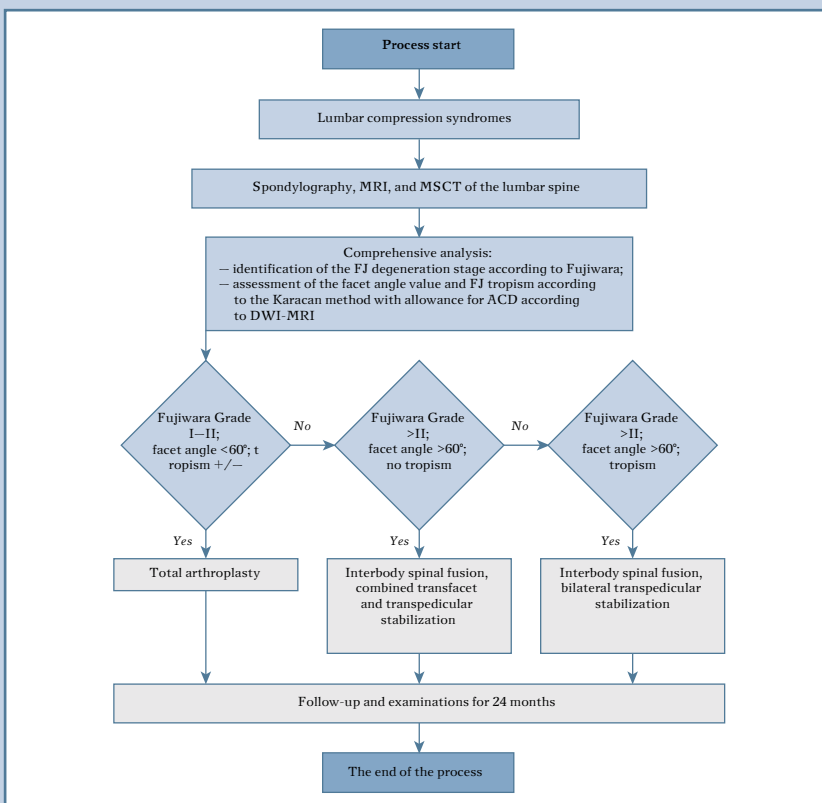 Process start
Lumbar compression syndromes
Spondylography, MRI, and MSCT of the lumbar spine
Comprehensive analysis:
– identification of the FJ degeneration stage according to Fujiwara;
– assessment of the facet angle value and FJ tropism according
to the Karacan method with allowance for ACD according
to DWI-MRI
Fujiwara Grade
I–II;
facet angle <60°; t
ropism +/–
No
Fujiwara Grade
>II;
facet angle >60°;
no tropism
No
Fujiwara Grade
>II;
facet angle >60°;
tropism
Yes
Yes
Yes
Total arthroplasty
Interbody spinal fusion,
combined transfacet
and transpedicular
stabilization
Interbody spinal fusion,
bilateral transpedicular
stabilization
Follow-up and examinations for 24 months
The end of the process